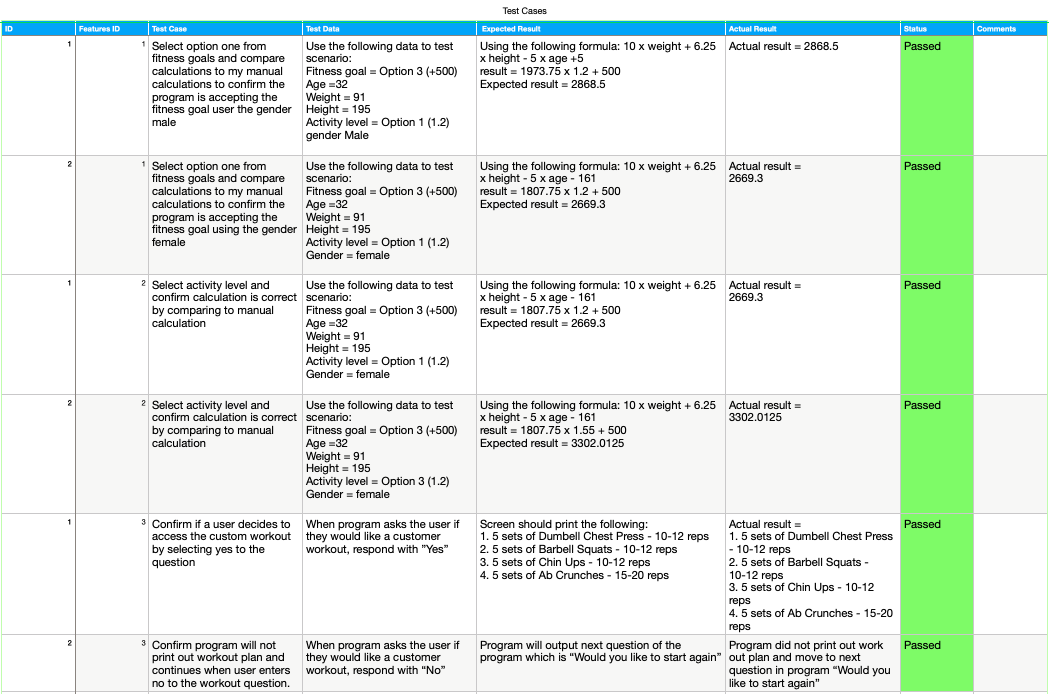 Test Cases
ID Features ID Test Case Test Data Expected Result Actual Result Status Comments
1
1
Select option one from
fitness goals and compare
calculations to my manual
calculations to confirm the
program is accepting the
fitness goal user the gender
male
Use the following data to test
scenario:
Fitness goal = Option 3 (+500)
Age =32
Weight = 91
Height = 195
Activity level = Option 1 (1.2)
gender Male
Using the following formula: 10 x weight + 6.25
x height - 5 x age +5
result = 1973.75 x 1.2 + 500
Expected result = 2868.5
Actual result = 2868.5
Passed
2
1
Select option one from
fitness goals and compare
calculations to my manual
calculations to confirm the
program is accepting the
fitness goal using the gender
female
Use the following data to test
scenario:
Fitness goal = Option 3 (+500)
Age =32
Weight = 91
Height = 195
Activity level = Option 1 (1.2)
Gender = female
Using the following formula: 10 x weight + 6.25
x height - 5 x age - 161
result = 1807.75 x 1.2 + 500
Expected result = 2669.3
Actual result =
2669.3
Passed
1
2
Select activity level and
confirm calculation is correct
by comparing to manual
calculation
Use the following data to test
scenario:
Fitness goal = Option 3 (+500)
Age =32
Weight = 91
Height = 195
Activity level = Option 1 (1.2)
Gender = female
Using the following formula: 10 x weight + 6.25
x height - 5 x age - 161
result = 1807.75 x 1.2 + 500
Expected result = 2669.3
Actual result =
2669.3
Passed
2
2
Select activity level and
confirm calculation is correct
by comparing to manual
calculation
Use the following data to test
scenario:
Fitness goal = Option 3 (+500)
Age =32
Weight = 91
Height = 195
Activity level = Option 3 (1.2)
Gender = female
Using the following formula: 10 x weight + 6.25
x height - 5 x age - 161
result = 1807.75 x 1.55 + 500
Expected result = 3302.0125
Actual result =
3302.0125
Passed
1
3
Confirm if a user decides to
access the custom workout
by selecting yes to the
question
When program asks the user if
they would like a customer
workout, respond with "Yes”
Screen should print the following:
1. 5 sets of Dumbell Chest Press - 10-12 reps
2. 5 sets of Barbell Squats - 10-12 reps
3. 5 sets of Chin Ups - 10-12 reps
4. 5 sets of Ab Crunches - 15-20 reps
Actual result =
1. 5 sets of Dumbell Chest Press
- 10-12 reps
2. 5 sets of Barbell Squats -
10-12 reps
3. 5 sets of Chin Ups - 10-12
reps
4. 5 sets of Ab Crunches - 15-20
reps
Passed
2
3
Confirm program will not
print out workout plan and
continues when user enters
no to the workout question.
When program asks the user if
they would like a customer
workout, respond with “No”
Program will output next question of the
program which is “Would you like to start again”
Program did not print out work
out plan and move to next
question in program “Would you
like to start again”
Passed